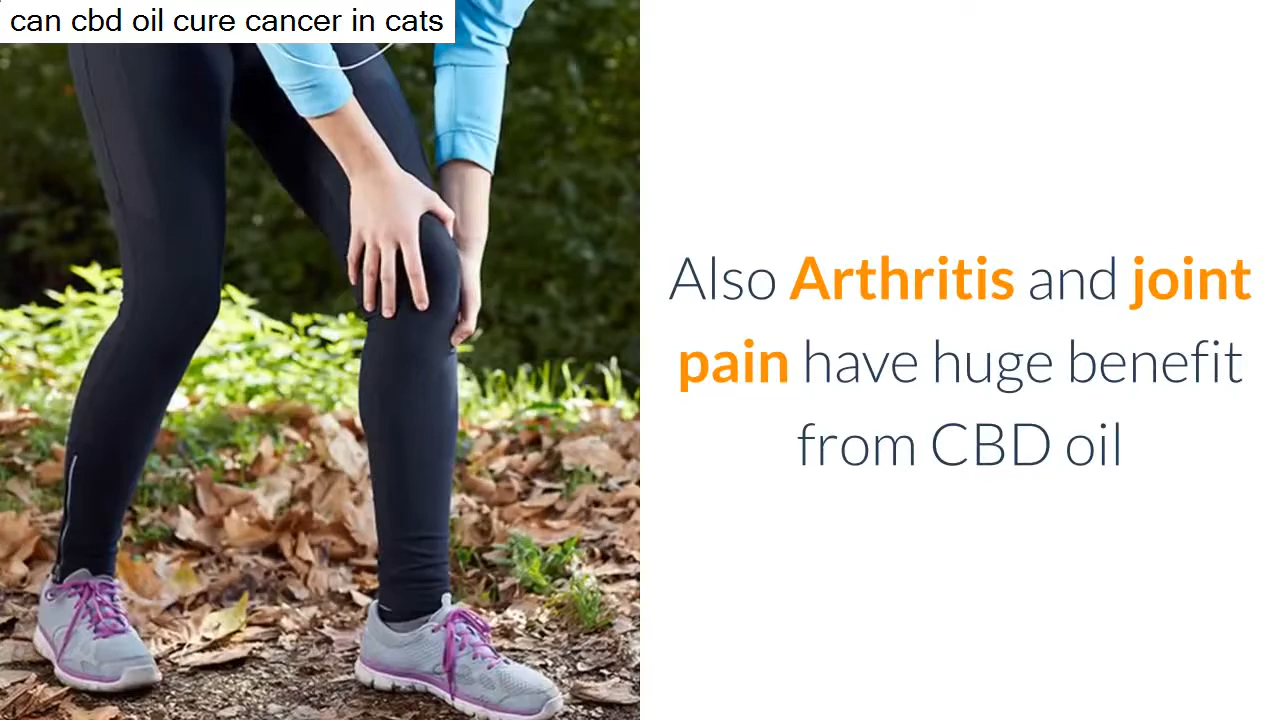 can cbd oil cure cancer in cats
Also Arthritis and joint
pain have huge benefit
from CBD oil